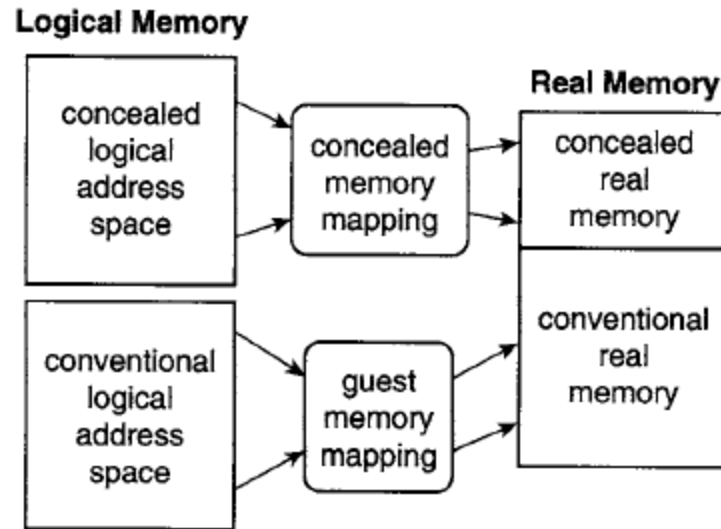 Logical Memory
concealed
logical
address
space
concealed
memory
mapping
Real Memory
concealed
real
memory
conventional
logical
address
space
guest
memory
mapping
conventional
real
memory